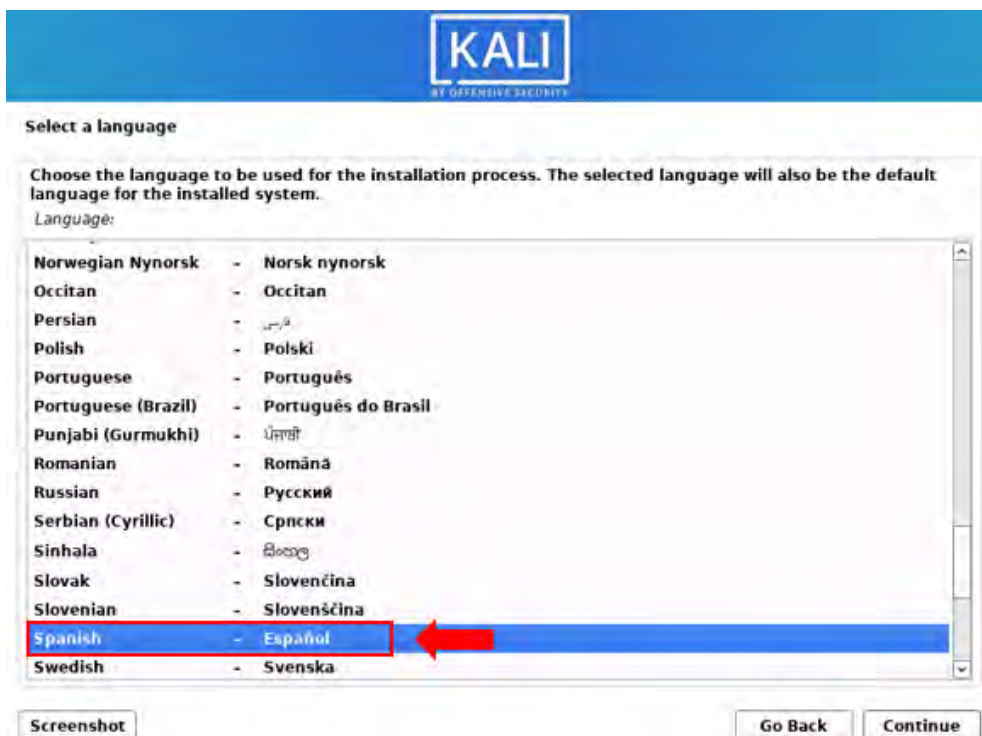 KALI
BY OFFENSIVE SECURITY
Select a language
Choose the language to be used for the installation process. The selected language will also be the default
language for the installed system.
Language:
Norwegian Nynorsk - Norsk nynorsk
Occitan - Occitan
Persian - فارسی
Polish - Polski
Portuguese - Português
Portuguese (Brazil) - Português do Brasil
Punjabi (Gurmukhi) - ਪੰਜਾਬੀ
Romanian - Română
Russian - Русский
Serbian (Cyrillic) - Српски
Sinhala - සිංහල
Slovak - Slovenčina
Slovenian - Slovenščina
Spanish - Español
Swedish - Svenska
Screenshot Go Back Continue